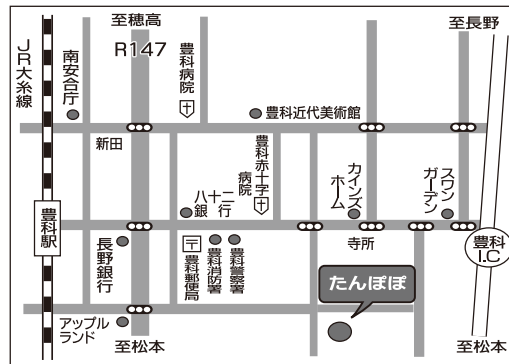 至穂高
至長野
JR大糸線
南安合庁
R147
豊科病院
豊科近代美術館
新田
豊科赤十字病院
八十二銀行
カインズホーム
スワンガーデン
豊科駅
長野銀行
〒
豊科郵便局
豊科消防署
豊科警察署
寺所
豊科
I.C
たんぽぽ
アップル
ランド
至松本
至松本